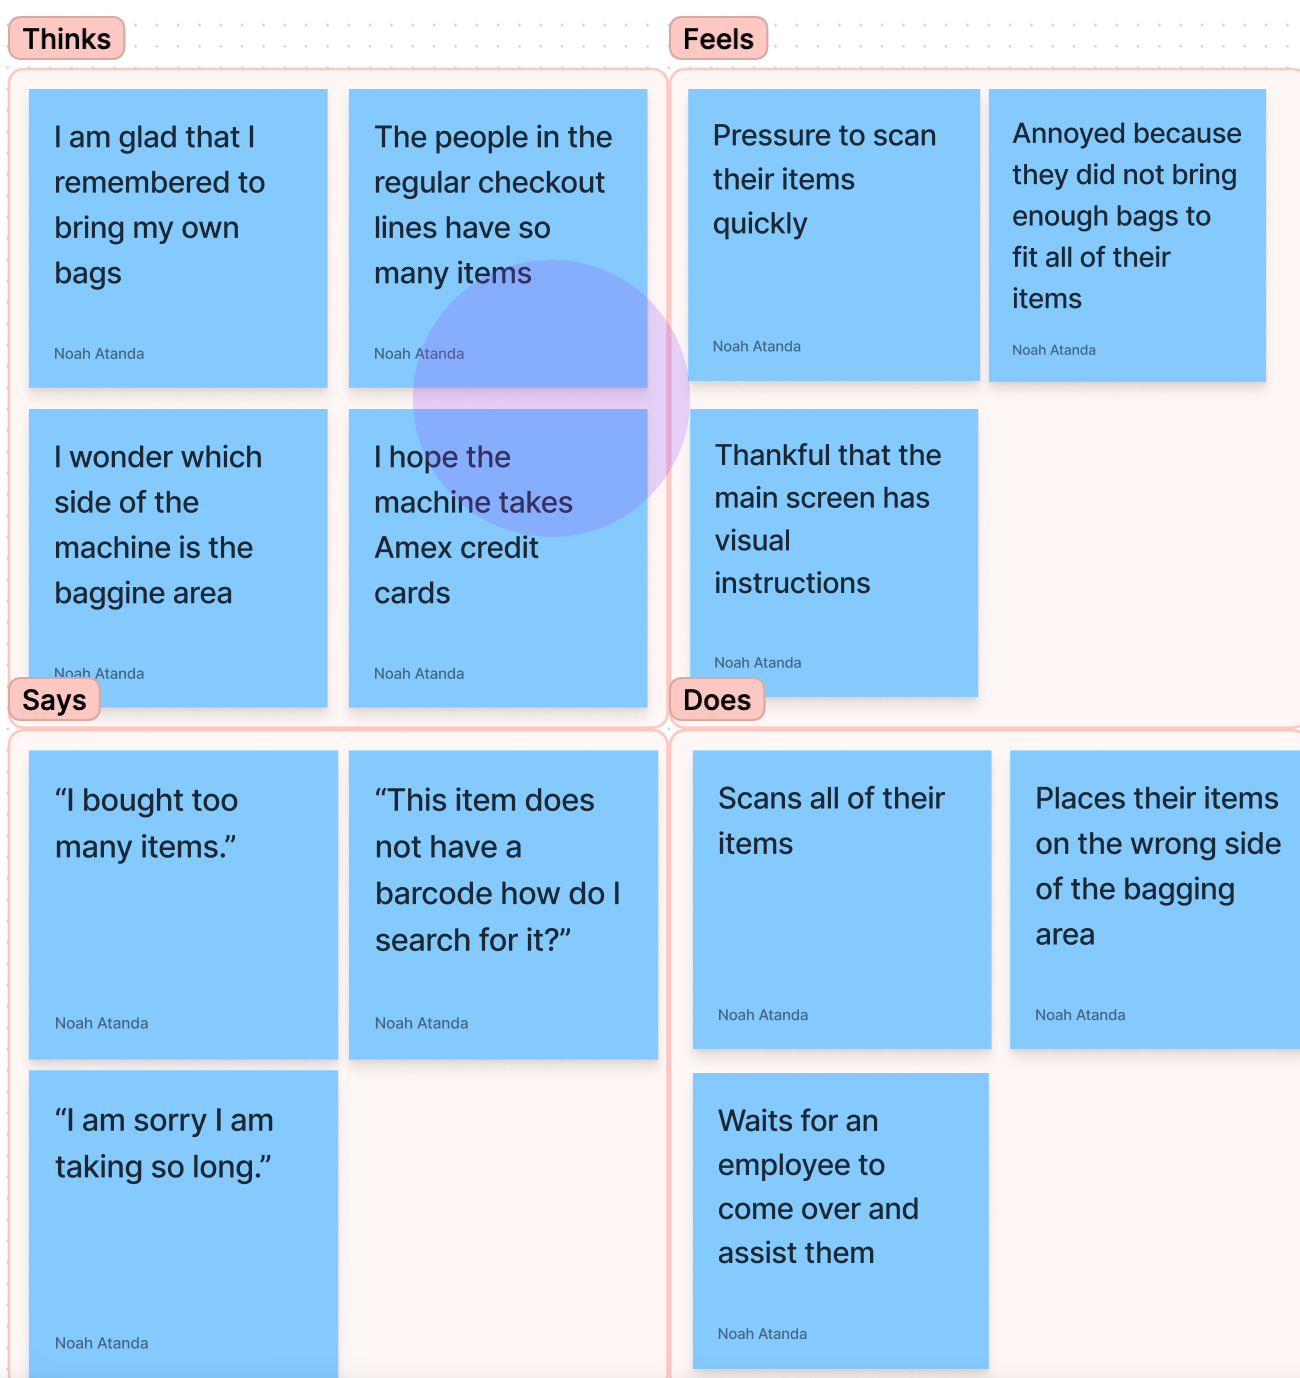 Thinks
I am glad that I
remembered to
bring my own
bags
Noah Atanda
The people in the
regular checkout
lines have so
many items
Noah Atanda
I wonder which
side of the
machine is the
baggine area
Noah Atanda
I hope the
machine takes
Amex credit
cards
Noah Atanda
Feels
Pressure to scan
their items
quickly
Noah Atanda
Annoyed because
they did not bring
enough bags to
fit all of their
items
Noah Atanda
Thankful that the
main screen has
visual
instructions
Noah Atanda
Says
“I bought too
many items.”
Noah Atanda
“This item does
not have a
barcode how do I
search for it?”
Noah Atanda
“I am sorry I am
taking so long.”
Noah Atanda
Does
Scans all of their
items
Noah Atanda
Places their items
on the wrong side
of the bagging
area
Noah Atanda
Waits for an
employee to
come over and
assist them
Noah Atanda